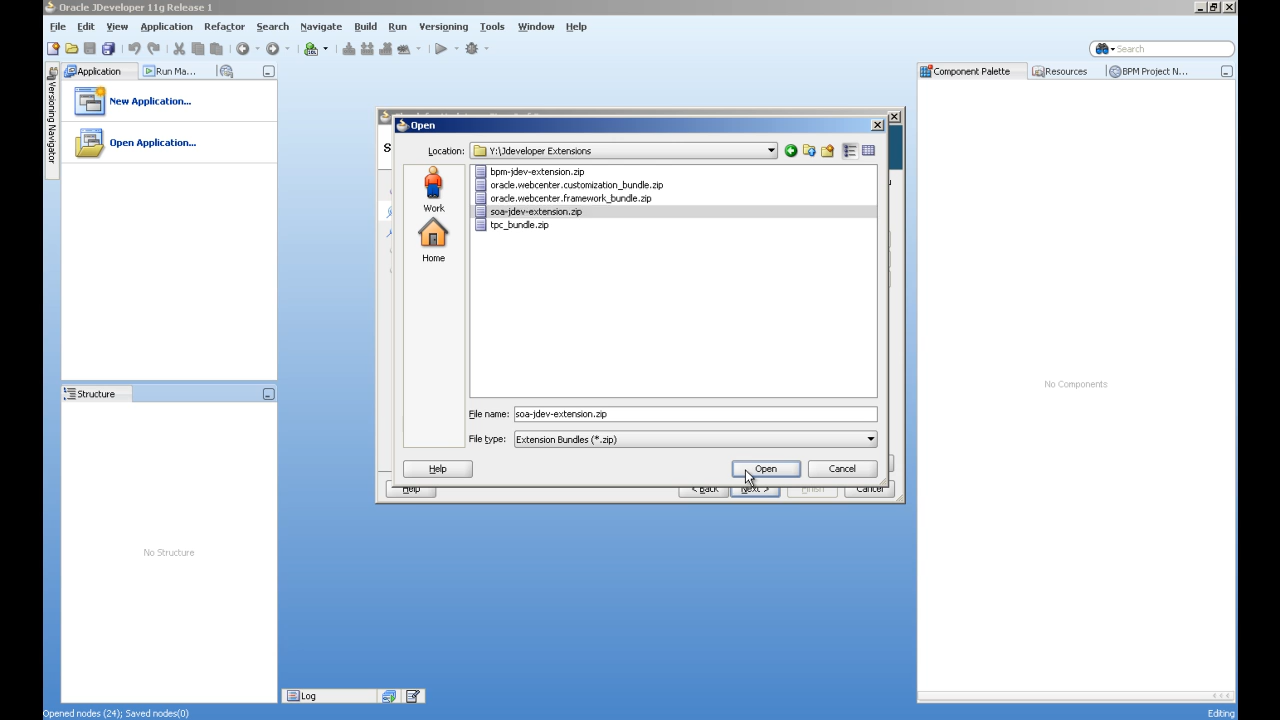 Oracle JDeveloper 11g Release 1
File Edit View Application Refactor Search Navigate Build Run Versioning Tools Window Help
Search
Application
Run Ma...
Component Palette
Resources
BPM Project N...
Versioning Navigator
New Application...
Open Application...
Open
Location:
Y:\Jdeveloper Extensions
Work
Home
bpm-jdev-extension.zip
oracle.webcenter.customization_bundle.zip
oracle.webcenter.framework_bundle.zip
soa-jdev-extension.zip
tpc_bundle.zip
No Components
Structure
File name: soa-jdev-extension.zip
File type: Extension Bundles (*.zip)
Help
Open
Cancel
Help
< Back
Next >
Finish
Cancel
No Structure
Log
Opened nodes (24); Saved nodes(0)
Editing